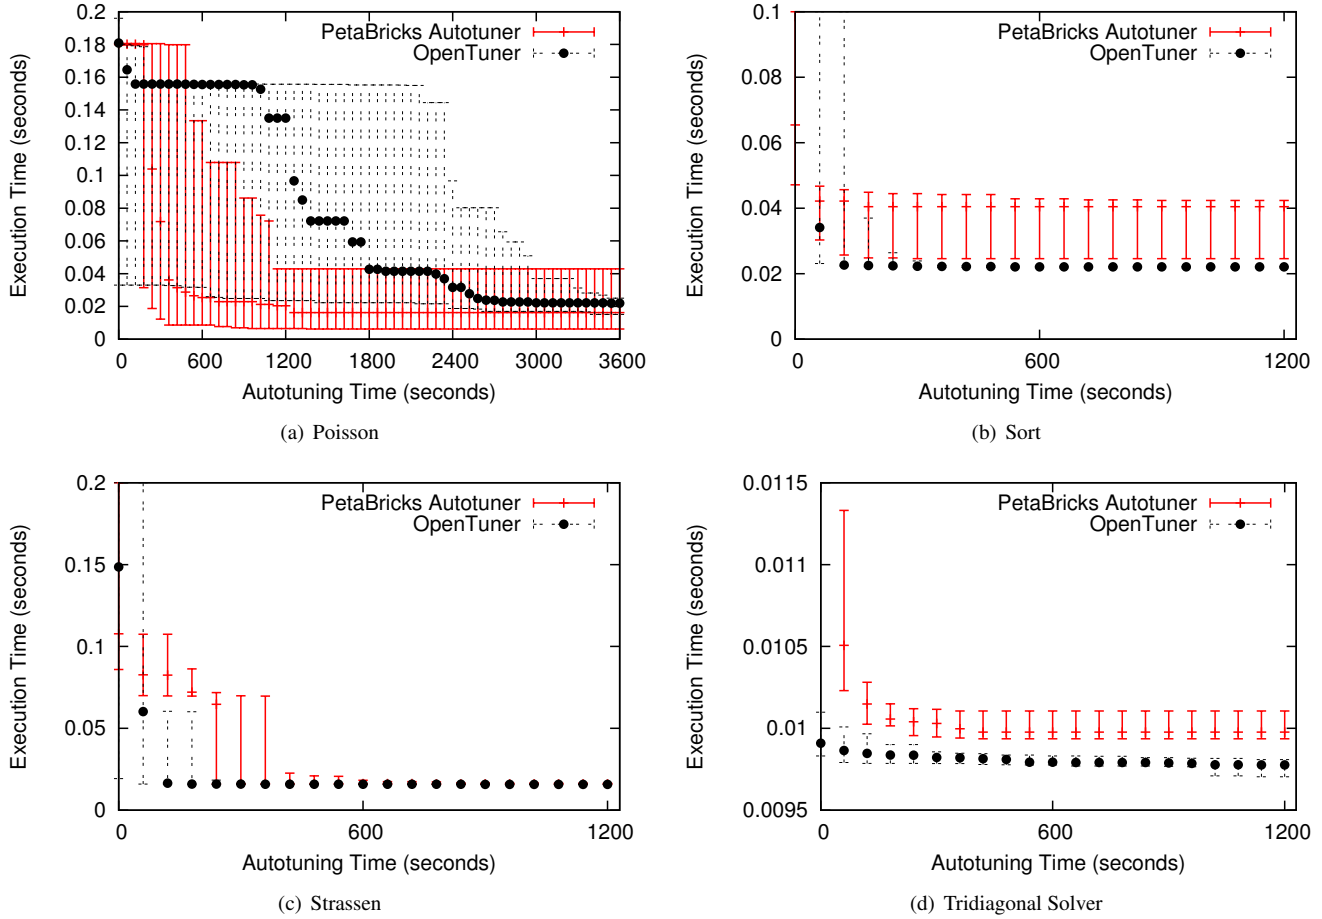 0.2
0.18
0.16
0.14
0.12
0.1
0.08
0.06
0.04
0.02
0
Execution Time (seconds)
PetaBricks Autotuner
OpenTuner
0 600 1200 1800 2400 3000 3600
Autotuning Time (seconds)
(a) Poisson
0.1
0.08
0.06
0.04
0.02
0
Execution Time (seconds)
PetaBricks Autotuner
OpenTuner
0 600 1200
Autotuning Time (seconds)
(b) Sort
0.2
0.15
0.1
0.05
0
Execution Time (seconds)
PetaBricks Autotuner
OpenTuner
0 600 1200
Autotuning Time (seconds)
(c) Strassen
0.0115
0.011
0.0105
0.01
0.0095
Execution Time (seconds)
PetaBricks Autotuner
OpenTuner
0 600 1200
Autotuning Time (seconds)
(d) Tridiagonal Solver